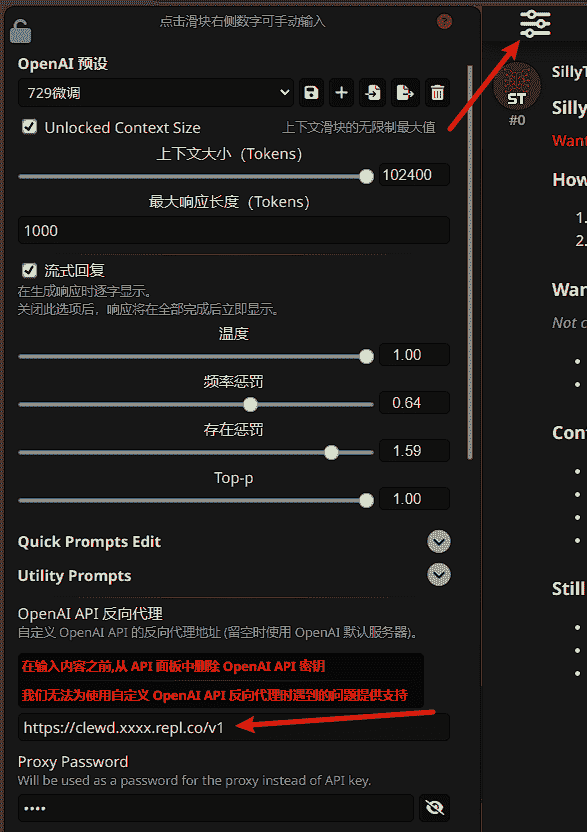 点击滑块右侧数字可手动输入
OpenAI 预设
729微调
Unlocked Context Size
上下文滑块的无限制最大值
上下文大小（Tokens）
102400
最大响应长度（Tokens）
1000
流式回复
在生成响应时逐字显示。
关闭此选项后，响应将在全部完成后立即显示。
温度
1.00
频率惩罚
0.64
存在惩罚
1.59
Top-p
1.00
Quick Prompts Edit
Utility Prompts
OpenAI API 反向代理
自定义 OpenAI API 的反向代理地址 (留空时使用 OpenAI 默认服务器)。
在输入内容之前,从 API 面板中删除 OpenAI API 密钥
我们无法为使用自定义 OpenAI API 反向代理时遇到的问题提供支持
https://clewd.xxxx.repl.co/v1
Proxy Password
Will be used as a password for the proxy instead of API key.
••••
ST
#0
SillyT
Silly
Want
How
1.
2.
Wan
Not c
Cont
Still